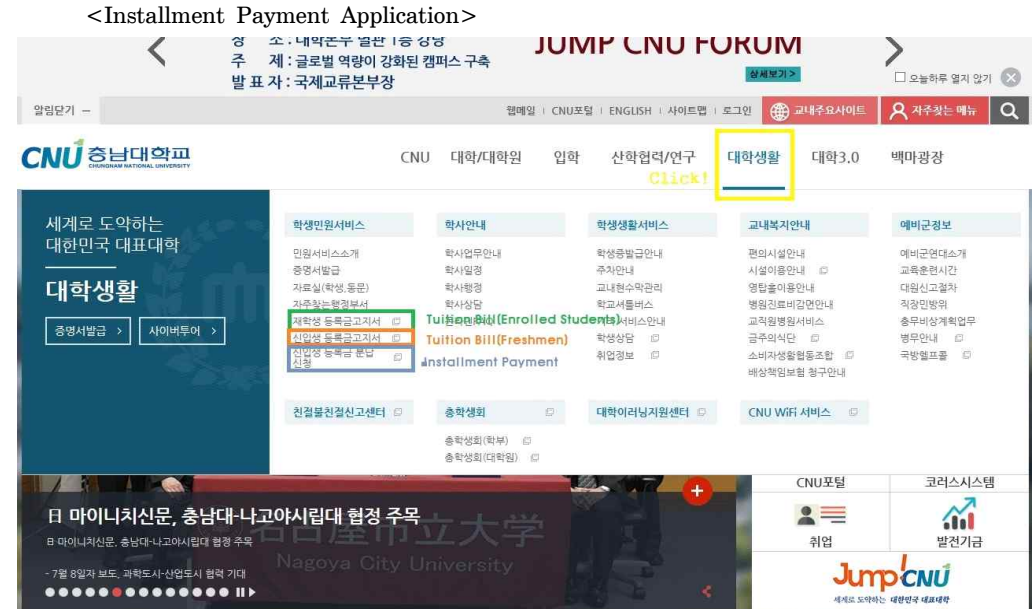 <Installment Payment Application>
장 소 : 대학본부 별관 1층 강당
JUMP CNU FORUM
주 제 : 글로벌 역량이 강화된 캠퍼스 구축
발 표 자 : 국제교류본부장
상세보기 >
오늘하루 열지 않기
알림닫기 −
웹메일 | CNU포털 | ENGLISH | 사이트맵 | 로그인
교내주요사이트
자주찾는 메뉴
CNU 충남대학교
CHUNGNAM NATIONAL UNIVERSITY
CNU 대학/대학원 입학 산학협력/연구 대학생활 대학3.0 백마광장
Click!
세계로 도약하는
대한민국 대표대학
대학생활
증명서발급 > 사이버투어 >
학생민원서비스
민원서비스소개
증명서발급
자료실(학생,동문)
자주찾는행정부서
재학생 등록금고지서
Tuition Bill(Enrolled Students)
신입생 등록금고지서
Tuition Bill(Freshmen)
신입생 등록금 분납
신청
Installment Payment
학사안내
학사업무안내
학사일정
학사행정
학사상담
학생생활서비스
학생증발급안내
주차안내
교내현수막관리
학교셔틀버스
학생상담
취업정보
교내복지안내
편의시설안내
시설이용안내
영탑홀이용안내
병원진료비감면안내
교직원병원서비스
금주의식단
소비자생활협동조합
배상책임보험 청구안내
예비군정보
예비군연대소개
교육훈련시간
대원신고절차
직장민방위
충무비상계획업무
병무안내
국방헬프콜
친절불친절신고센터
총학생회
총학생회(학부)
총학생회(대학원)
대학이러닝지원센터
CNU WiFi 서비스
日 마이니치신문, 충남대-나고야시립대 협정 주목
日 마이니치신문, 충남대-나고야시립대 협정 주목
- 7월 8일자 보도, 과학도시-산업도시 협력 기대
名古屋市立大学
Nagoya City University
CNU포털
코러스시스템
취업
발전기금
Jump CNU
세계로 도약하는 대한민국 대표대학